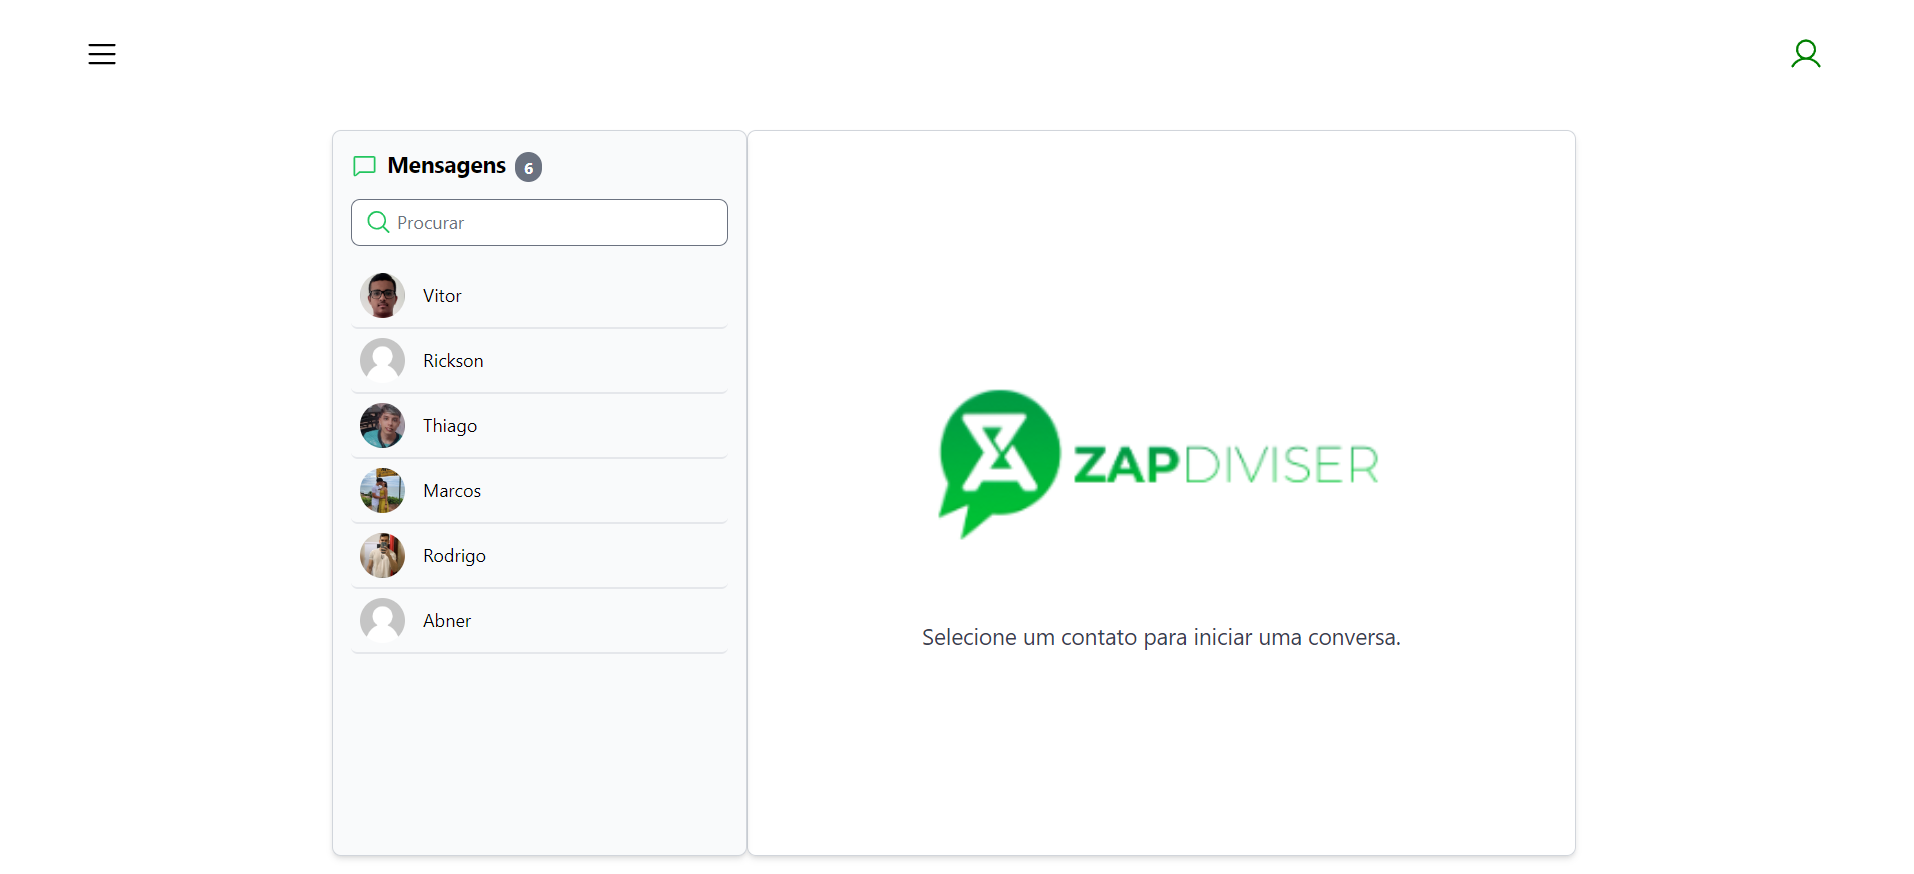 Mensagens 6
Procurar
Vitor
Rickson
Thiago
Marcos
Rodrigo
Abner
ZAPDIVISER
Selecione um contato para iniciar uma conversa.